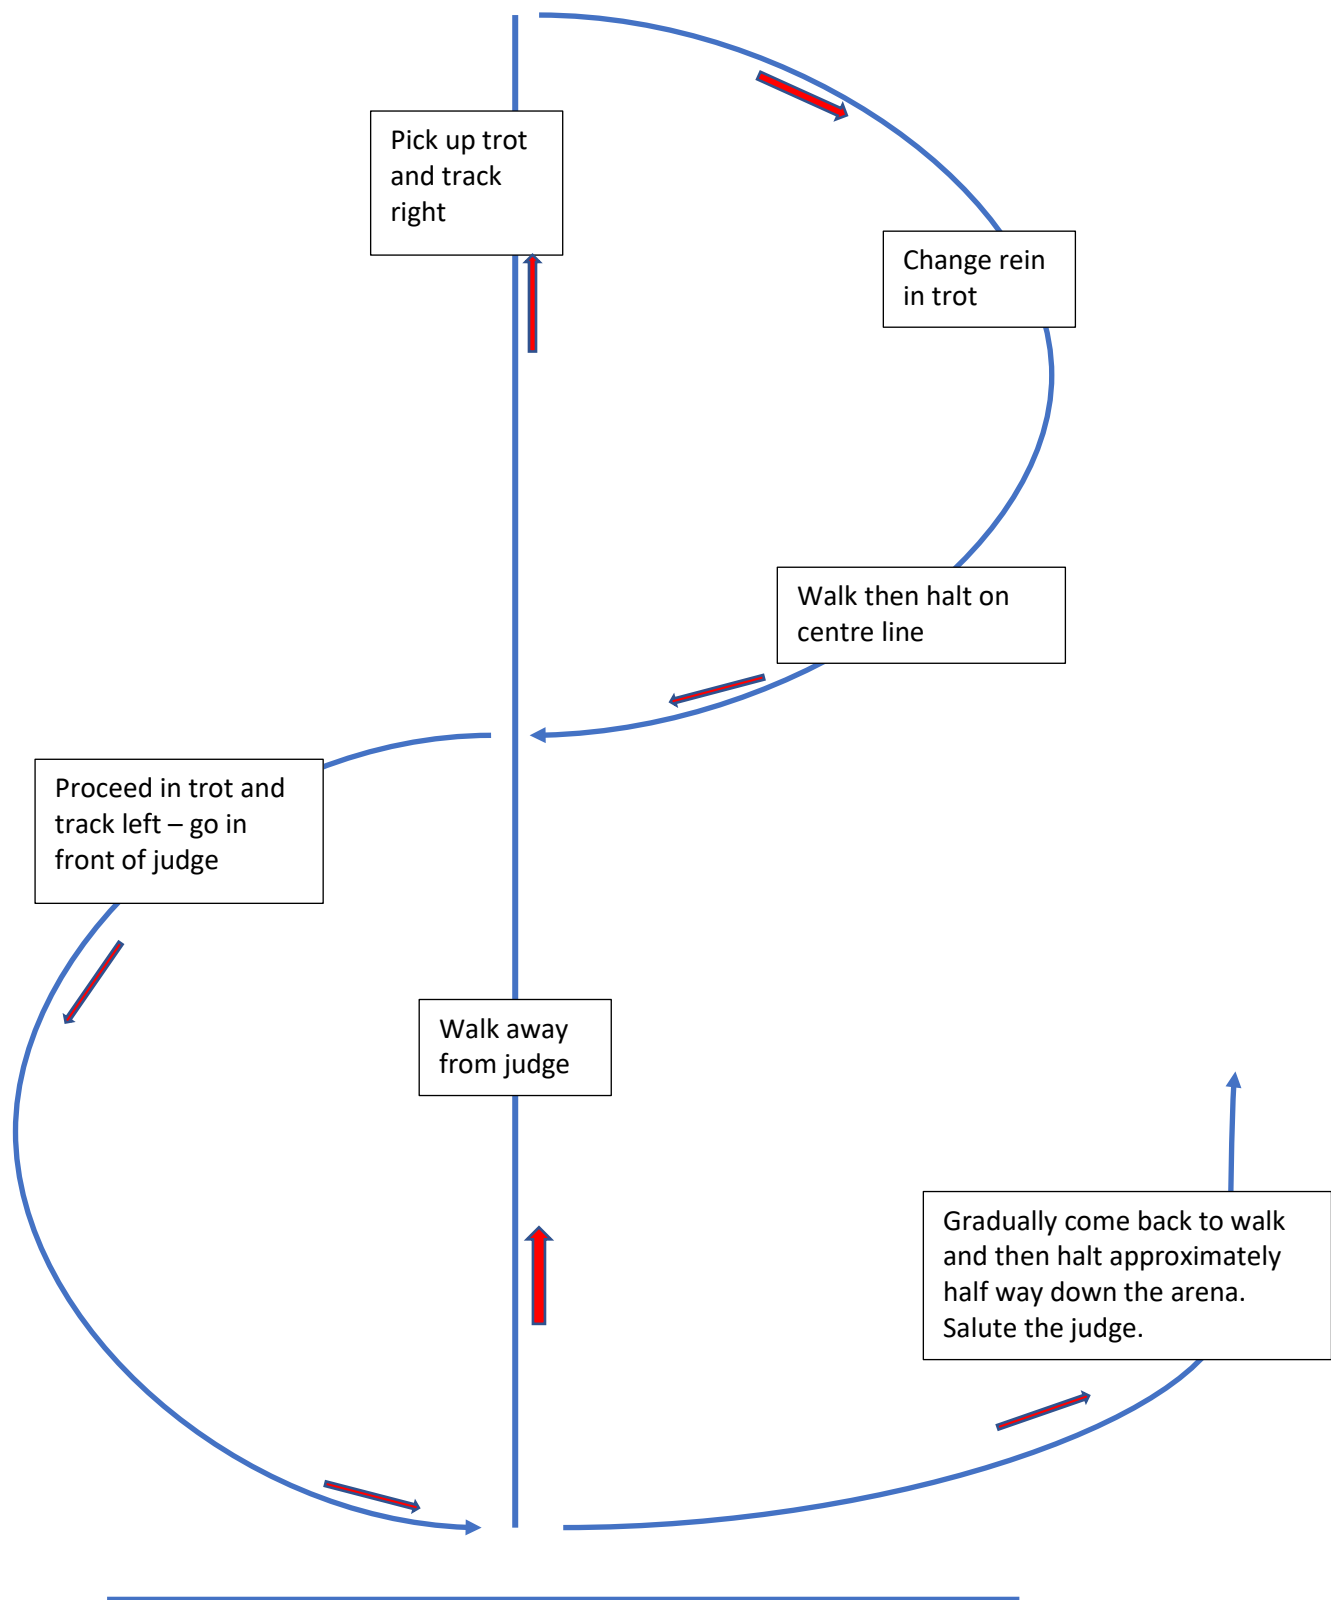 Pick up trot
and track
right
Change rein
in trot
Walk then halt on
centre line
Proceed in trot and
track left – go in
front of judge
Walk away
from judge
Gradually come back to walk
and then halt approximately
half way down the arena.
Salute the judge.